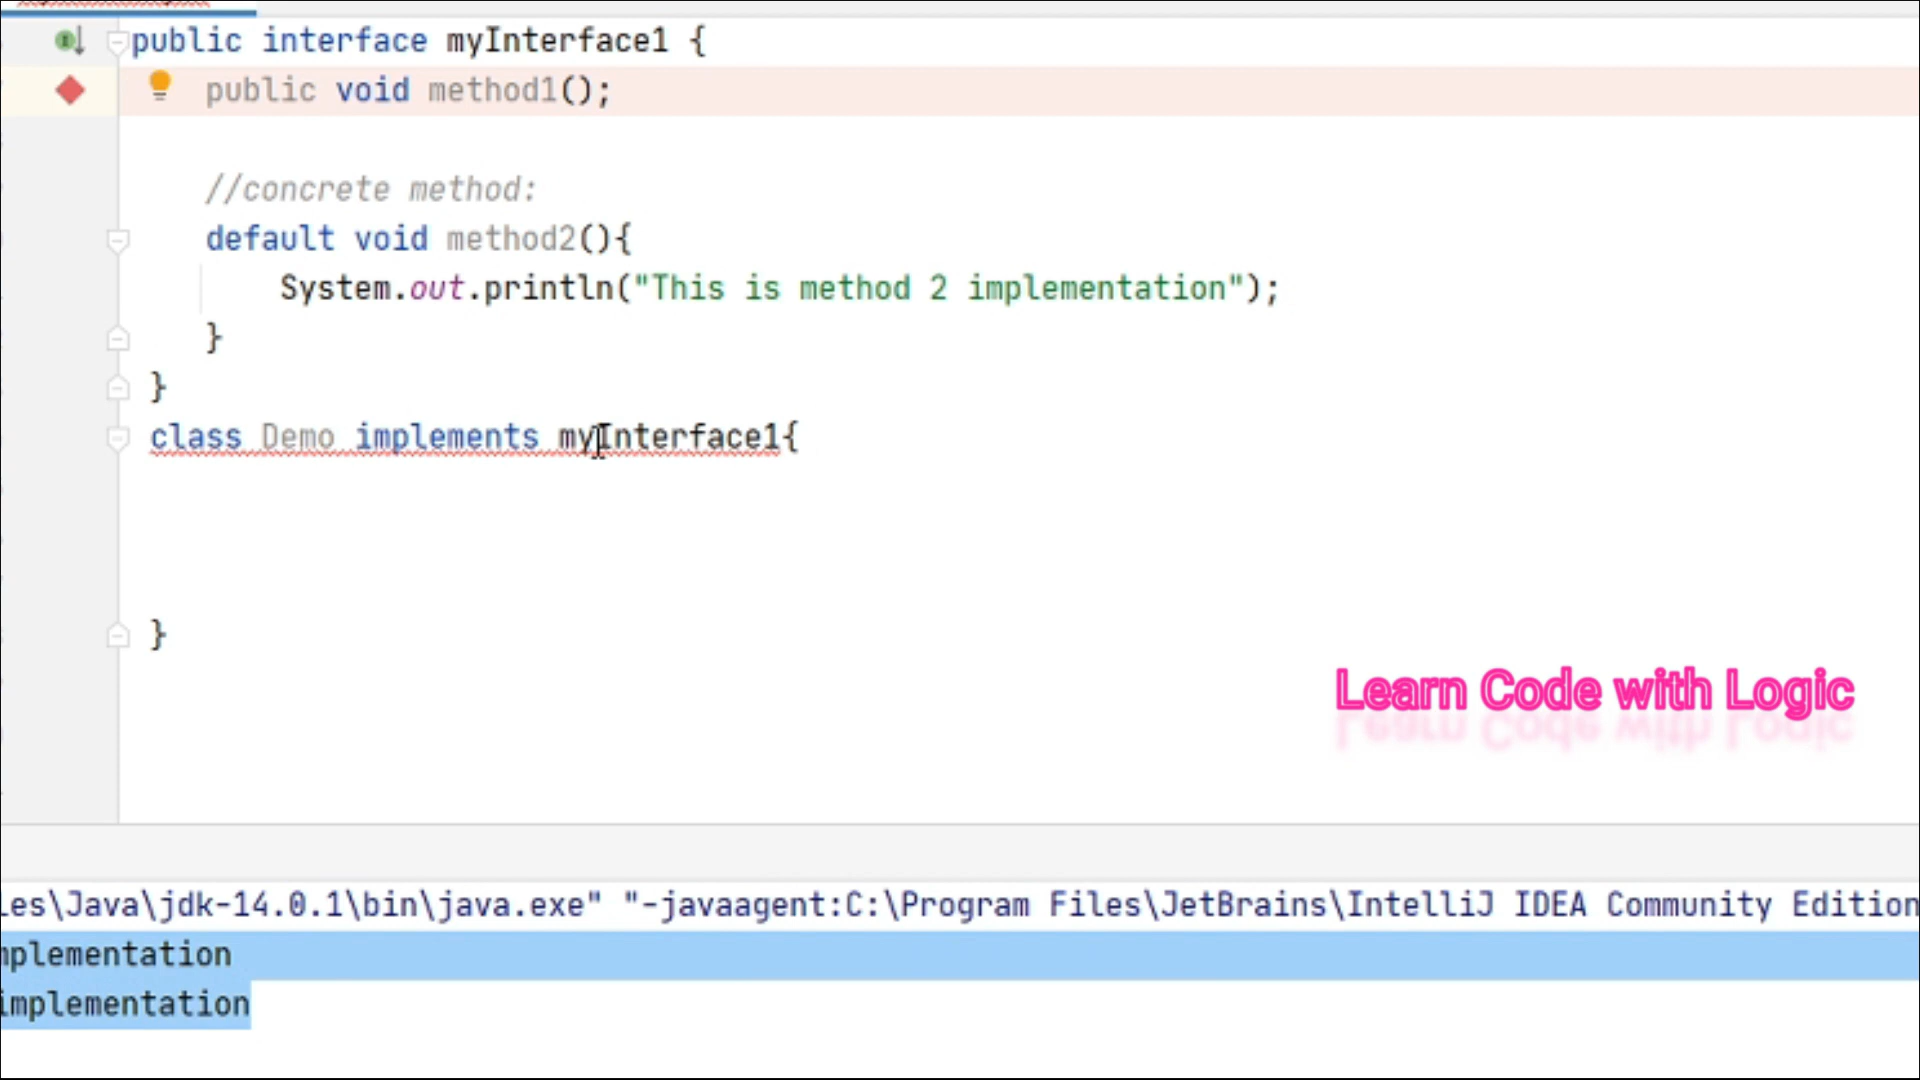 public interface myInterface1 {
public void method1();
//concrete method:
default void method2(){
System.out.println("This is method 2 implementation");
}
}
class Demo implements myInterface1{
}
Learn Code with Logic
les\Java\jdk-14.0.1\bin\java.exe" "-javaagent:C:\Program Files\JetBrains\IntelliJ IDEA Community Edition
mplementation
implementation